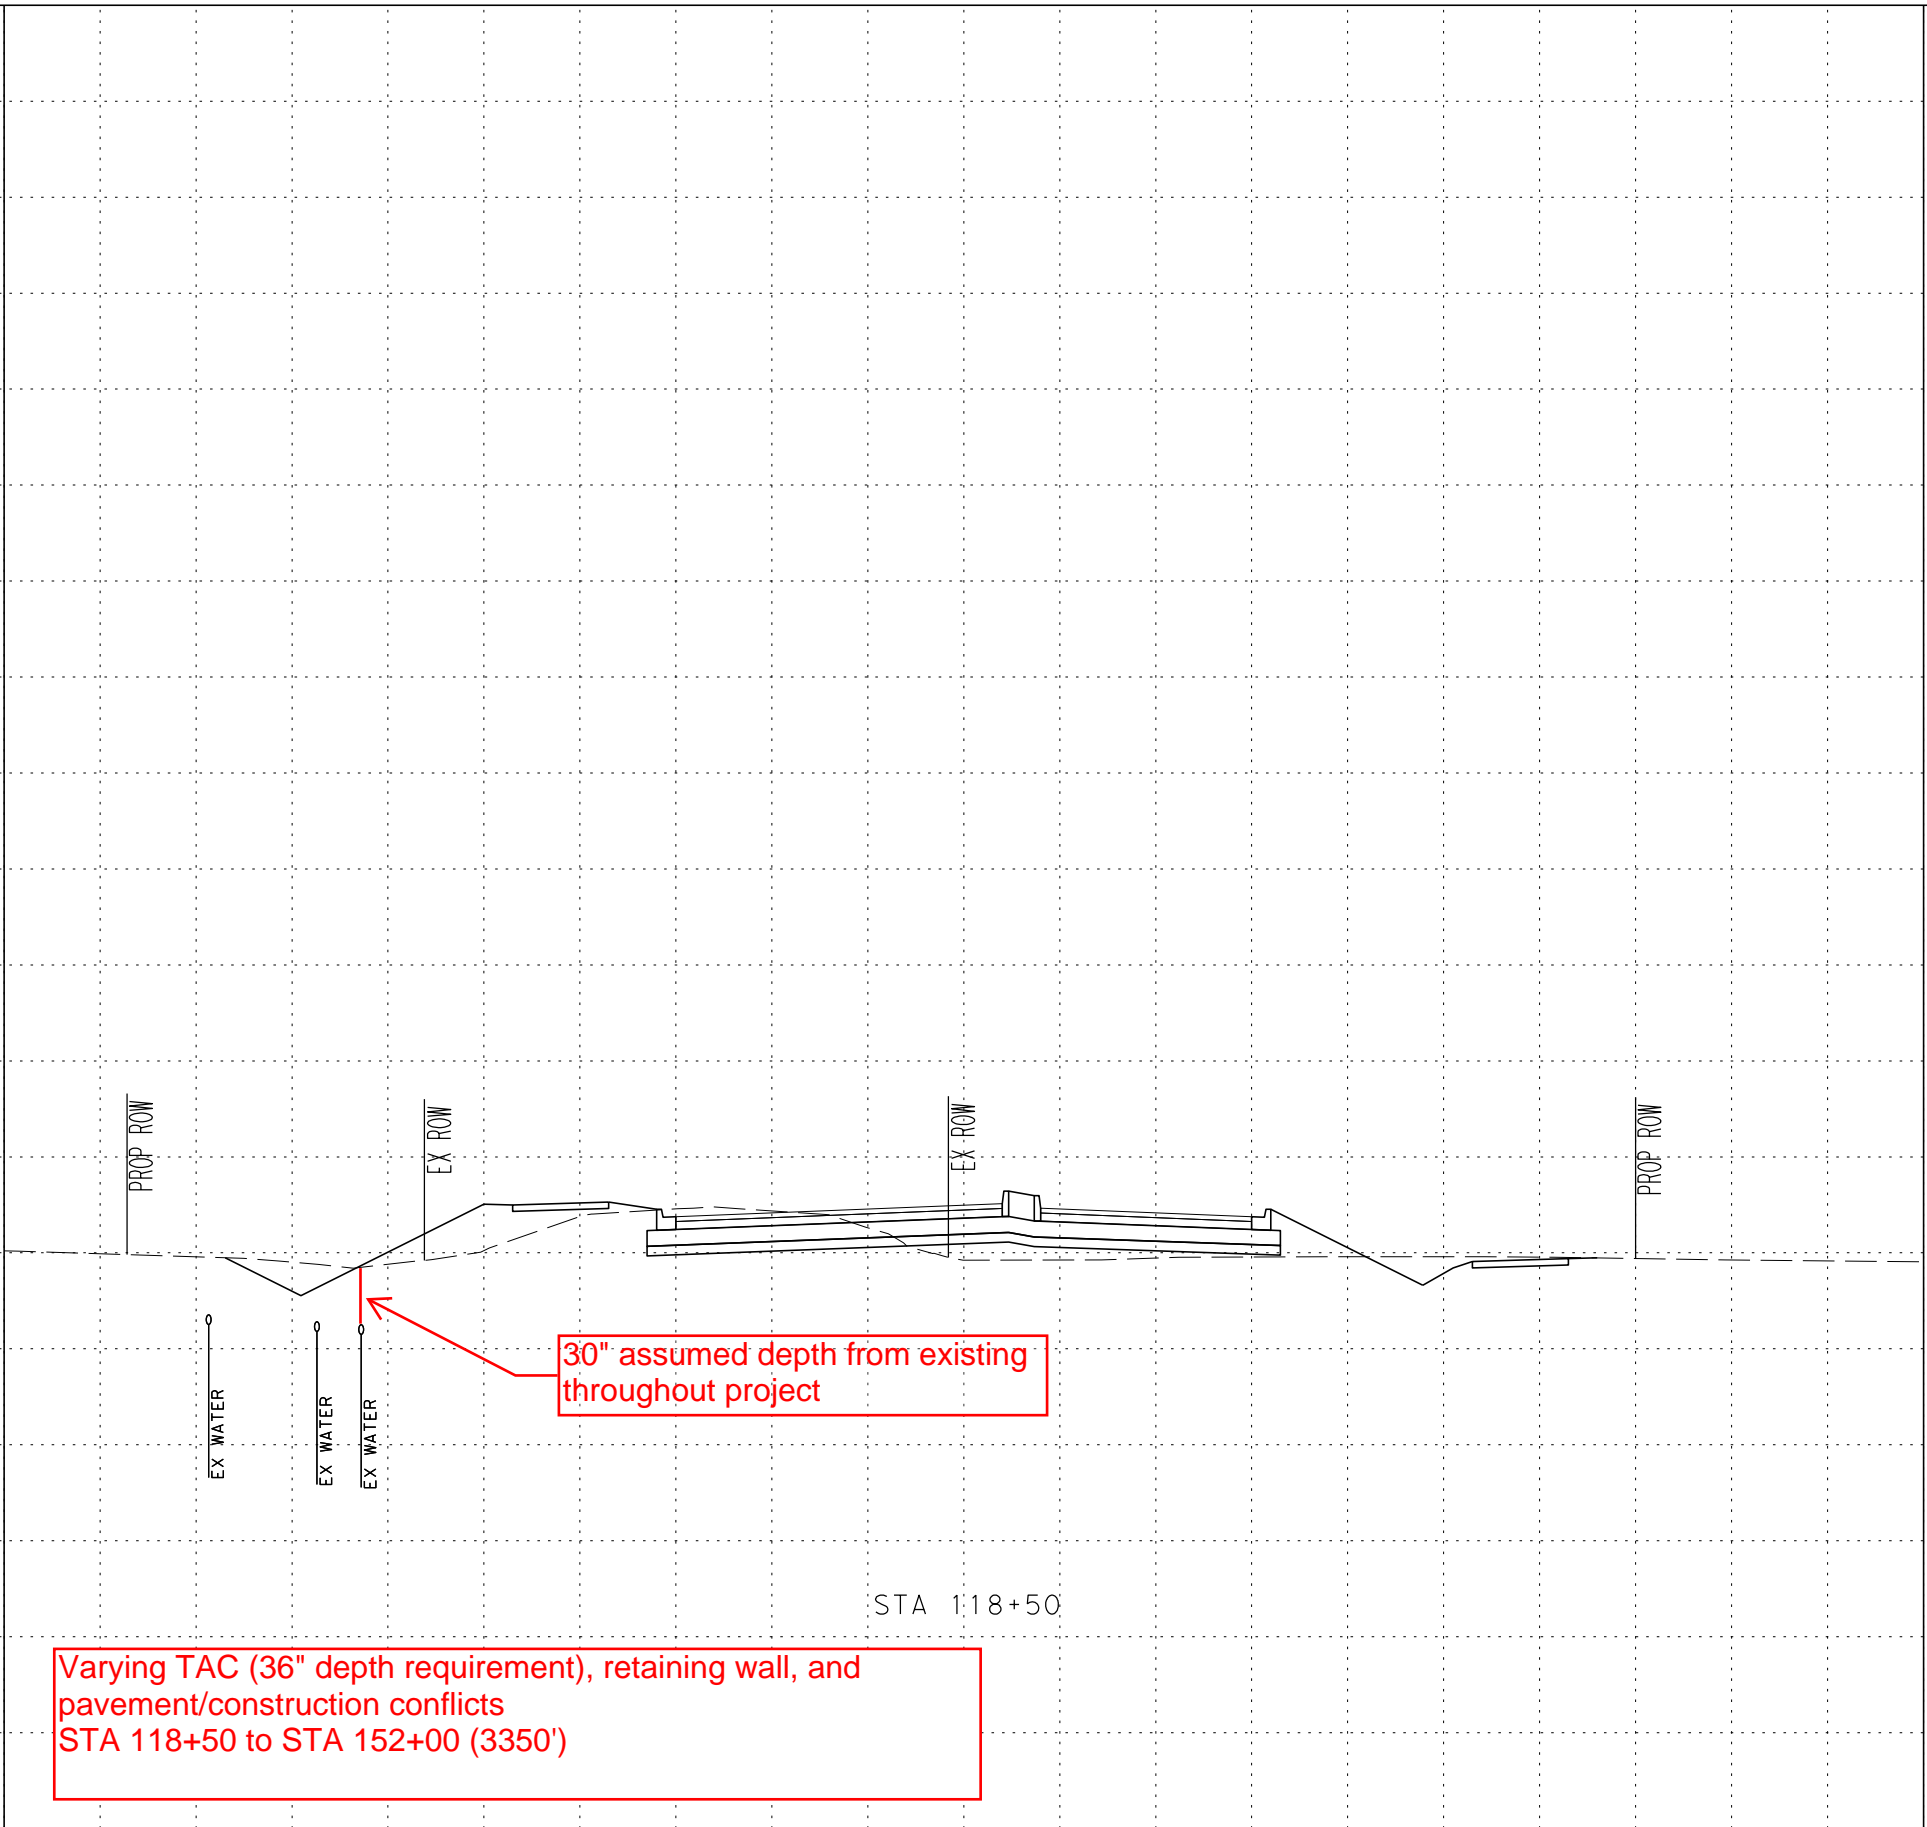 PROP ROW
EX ROW
EX ROW
PROP ROW
30" assumed depth from existing
throughout project
EX WATER
EX WATER
EX WATER
STA 118+50
Varying TAC (36" depth requirement), retaining wall, and
pavement/construction conflicts
STA 118+50 to STA 152+00 (3350')